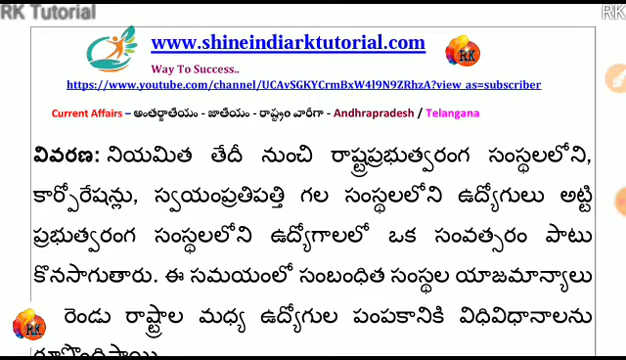 RK Tutorial
RK
www.shineindiarktutorial.com
RK
Way To Success..
https://www.youtube.com/channel/UCAvSGKYCrmBxW4l9N9ZRhzA?view_as=subscriber
Current Affairs – అంతర్జాతీయం - జాతీయం - రాష్ట్రం వారీగా - Andhrapradesh / Telangana
వివరణ: నియమిత తేదీ నుంచి రాష్ట్రప్రభుత్వరంగ సంస్థలలోని,
కార్పోరేషన్లు, స్వయంప్రతిపత్తి గల సంస్థలలోని ఉద్యోగులు అట్టి
ప్రభుత్వరంగ సంస్థలలోని ఉద్యోగాలలో ఒక సంవత్సరం పాటు
కొనసాగుతారు. ఈ సమయంలో సంబంధిత సంస్థల యాజమాన్యాలు
RK రెండు రాష్ట్రాల మధ్య ఉద్యోగుల పంపకానికి విధివిధానాలను